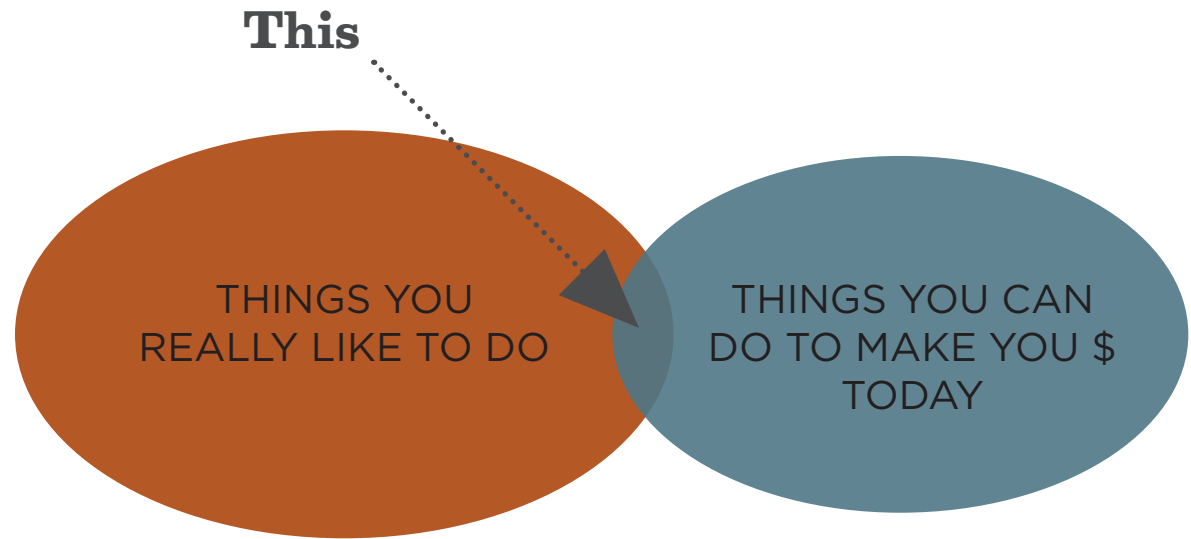 This
THINGS YOU
REALLY LIKE TO DO
THINGS YOU CAN
DO TO MAKE YOU $
TODAY